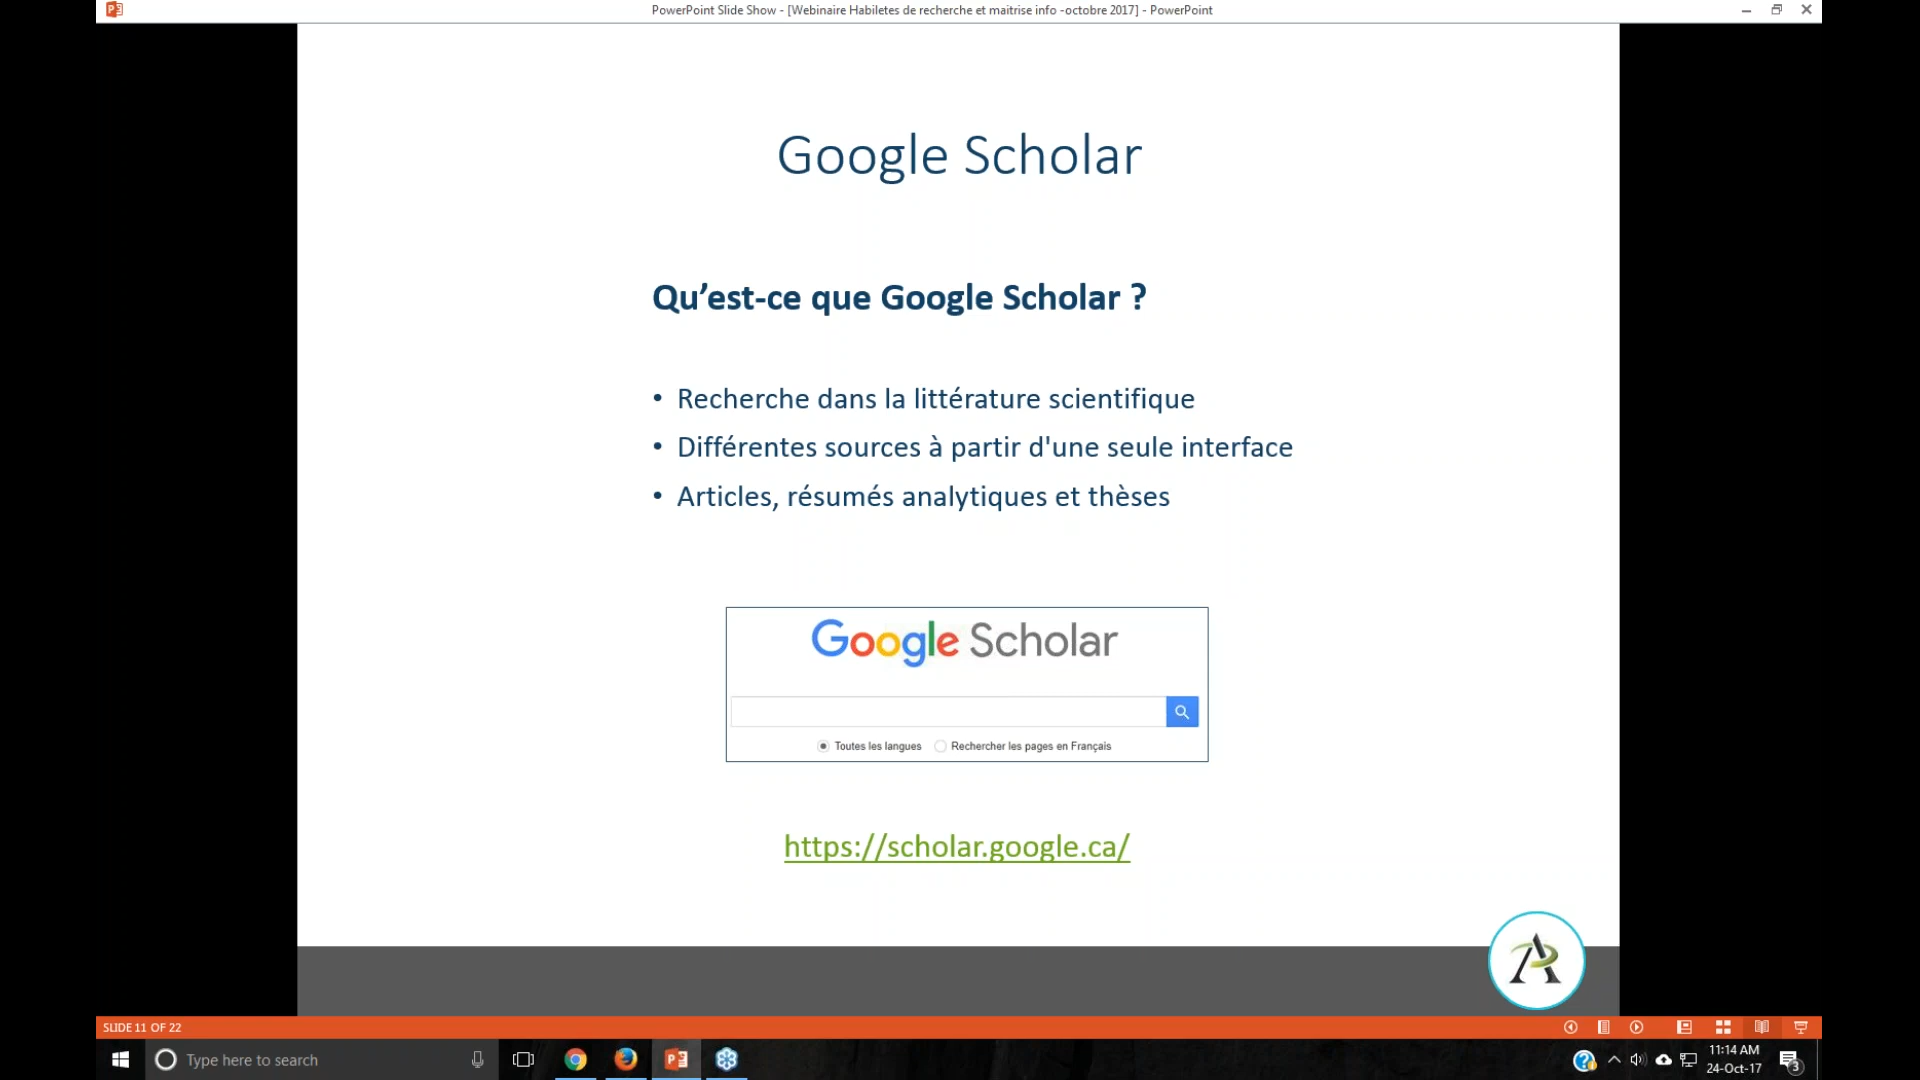 PowerPoint Slide Show - [Webinaire Habiletes de recherche et maitrise info -octobre 2017] - PowerPoint
Google Scholar
Qu’est-ce que Google Scholar ?
• Recherche dans la littérature scientifique
• Différentes sources à partir d'une seule interface
• Articles, résumés analytiques et thèses
Google Scholar
Toutes les langues Rechercher les pages en Français
https://scholar.google.ca/
SLIDE 11 OF 22
Type here to search
11:14 AM
24-Oct-17
3